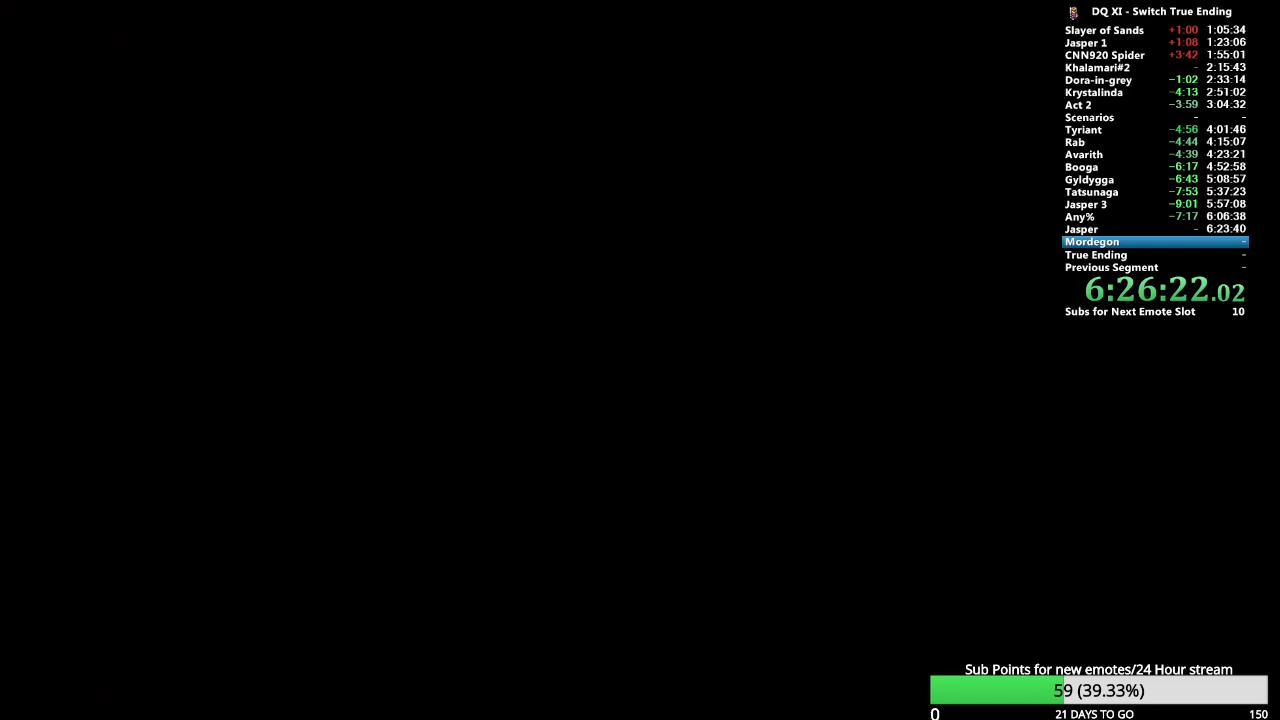 DQ XI - Switch True Ending
Slayer of Sands +1:00 1:05:34
Jasper 1 +1:08 1:23:06
CNN920 Spider +3:42 1:55:01
Khalamari#2 - 2:15:43
Dora-in-grey −1:02 2:33:14
Krystalinda −4:13 2:51:02
Act 2 −3:59 3:04:32
Scenarios - -
Tyriant −4:56 4:01:46
Rab −4:44 4:15:07
Avarith −4:39 4:23:21
Booga −6:17 4:52:58
Gyldygga −6:43 5:08:57
Tatsunaga −7:53 5:37:23
Jasper 3 −9:01 5:57:08
Any% −7:17 6:06:38
Jasper - 6:23:40
Mordegon -
True Ending -
Previous Segment -
6:26:22.02
Subs for Next Emote Slot 10
Sub Points for new emotes/24 Hour stream
59 (39.33%)
0 21 DAYS TO GO 150